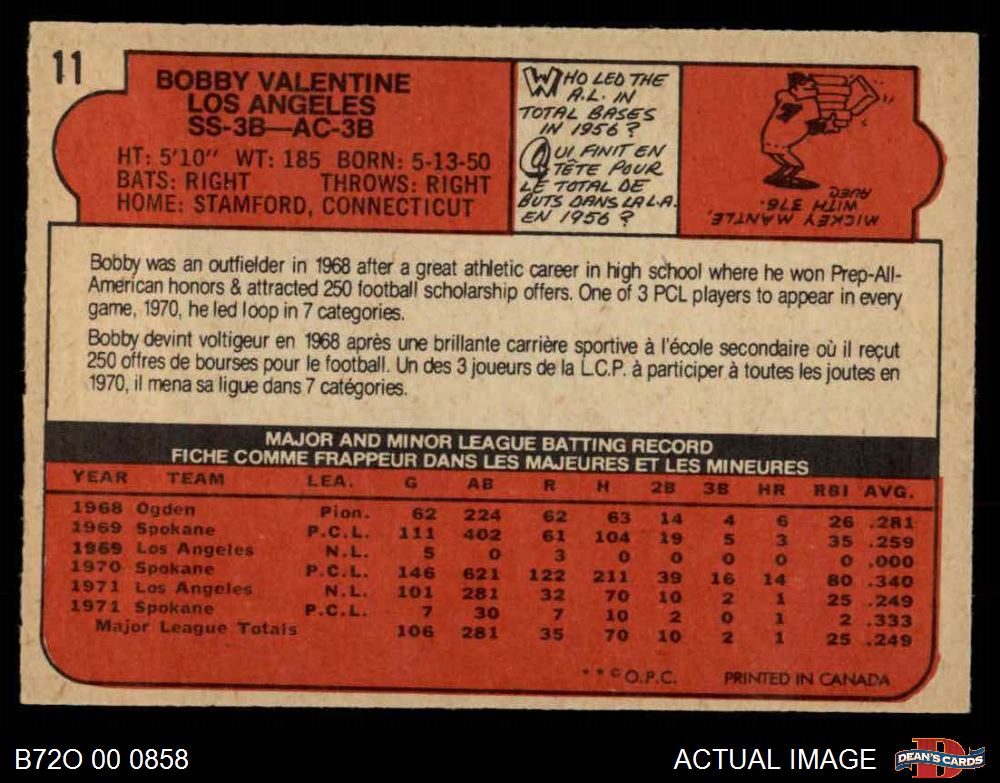 11
BOBBY VALENTINE
LOS ANGELES
SS-3B—AC-3B
HT: 5'10" WT: 185 BORN: 5-13-50
BATS: RIGHT THROWS: RIGHT
HOME: STAMFORD, CONNECTICUT
WHO LED THE
A.L. IN
TOTAL BASES
IN 1956?
QUI FINIT EN
TÊTE POUR
LE TOTAL DE
BUTS DANS LA L.A.
EN 1956?
MICKEY MANTLE,
WITH 376.
AVEC
Bobby was an outfielder in 1968 after a great athletic career in high school where he won Prep-All-
American honors & attracted 250 football scholarship offers. One of 3 PCL players to appear in every
game, 1970, he led loop in 7 categories.
Bobby devint voltigeur en 1968 après une brillante carrière sportive à l'école secondaire où il reçut
250 offres de bourses pour le football. Un des 3 joueurs de la L.C.P. à participer à toutes les joutes en
1970, il mena sa ligue dans 7 catégories.
MAJOR AND MINOR LEAGUE BATTING RECORD
FICHE COMME FRAPPEUR DANS LES MAJEURES ET LES MINEURES
YEAR TEAM LEA. G AB R H 2B 3B HR RBI AVG.
1968 Ogden Pion. 62 224 62 63 14 4 6 26 .281
1969 Spokane P.C.L. 111 402 61 104 19 5 3 35 .259
1969 Los Angeles N.L. 5 0 3 0 0 0 0 0 .000
1970 Spokane P.C.L. 146 621 122 211 39 16 14 80 .340
1971 Los Angeles N.L. 101 281 32 70 10 2 1 25 .249
1971 Spokane P.C.L. 7 30 7 10 2 0 1 2 .333
Major League Totals 106 281 35 70 10 2 1 25 .249
**©O.P.C. PRINTED IN CANADA
B72O 00 0858
ACTUAL IMAGE
DEAN'S CARDS